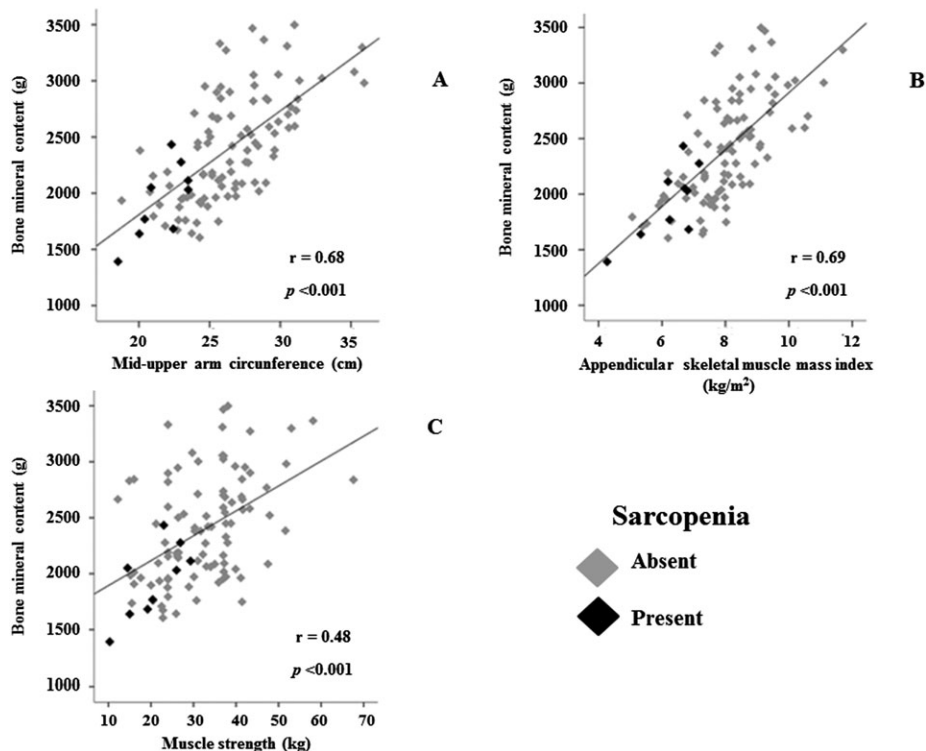 A
Bone mineral content (g)
3500
3000
2500
2000
1500
1000
20
25
30
35
r = 0.68
p <0.001
Mid-upper arm circunference (cm)
B
Bone mineral content (g)
3500
3000
2500
2000
1500
1000
4
6
8
10
12
r = 0.69
p <0.001
Appendicular skeletal muscle mass index
(kg/m²)
C
Bone mineral content (g)
3500
3000
2500
2000
1500
1000
10
20
30
40
50
60
70
r = 0.48
p <0.001
Muscle strength (kg)
Sarcopenia
Absent
Present